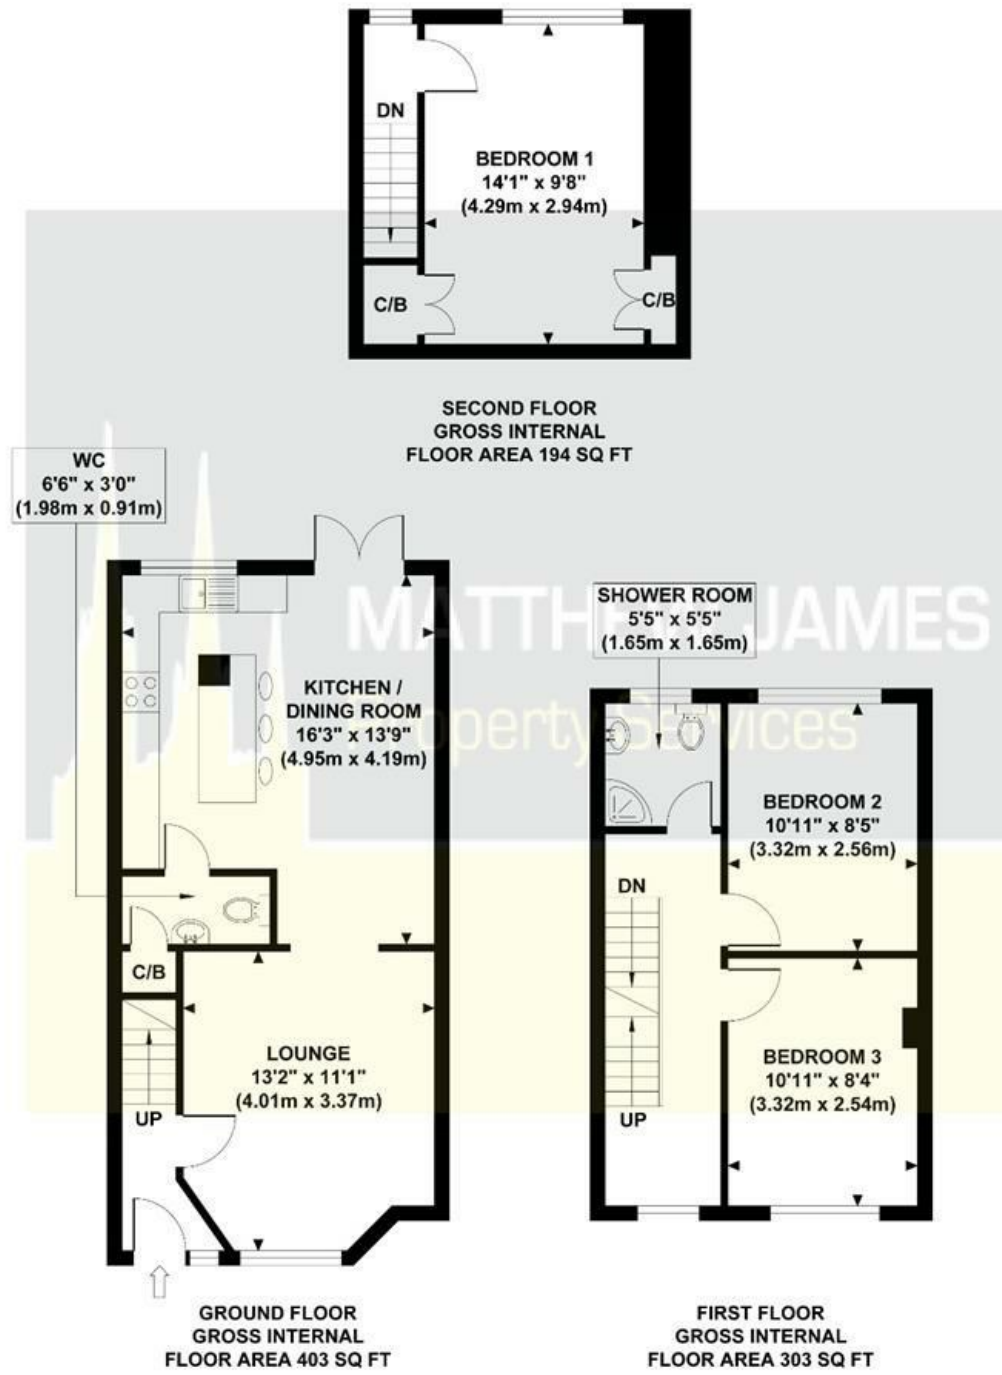 DN
BEDROOM 1
14'1" x 9'8"
(4.29m x 2.94m)
C/B
C/B
SECOND FLOOR
GROSS INTERNAL
FLOOR AREA 194 SQ FT
WC
6'6" x 3'0"
(1.98m x 0.91m)
KITCHEN /
DINING ROOM
16'3" x 13'9"
(4.95m x 4.19m)
C/B
LOUNGE
13'2" x 11'1"
(4.01m x 3.37m)
UP
GROUND FLOOR
GROSS INTERNAL
FLOOR AREA 403 SQ FT
SHOWER ROOM
5'5" x 5'5"
(1.65m x 1.65m)
BEDROOM 2
10'11" x 8'5"
(3.32m x 2.56m)
DN
BEDROOM 3
10'11" x 8'4"
(3.32m x 2.54m)
UP
FIRST FLOOR
GROSS INTERNAL
FLOOR AREA 303 SQ FT
MATTHEW JAMES
Property Services